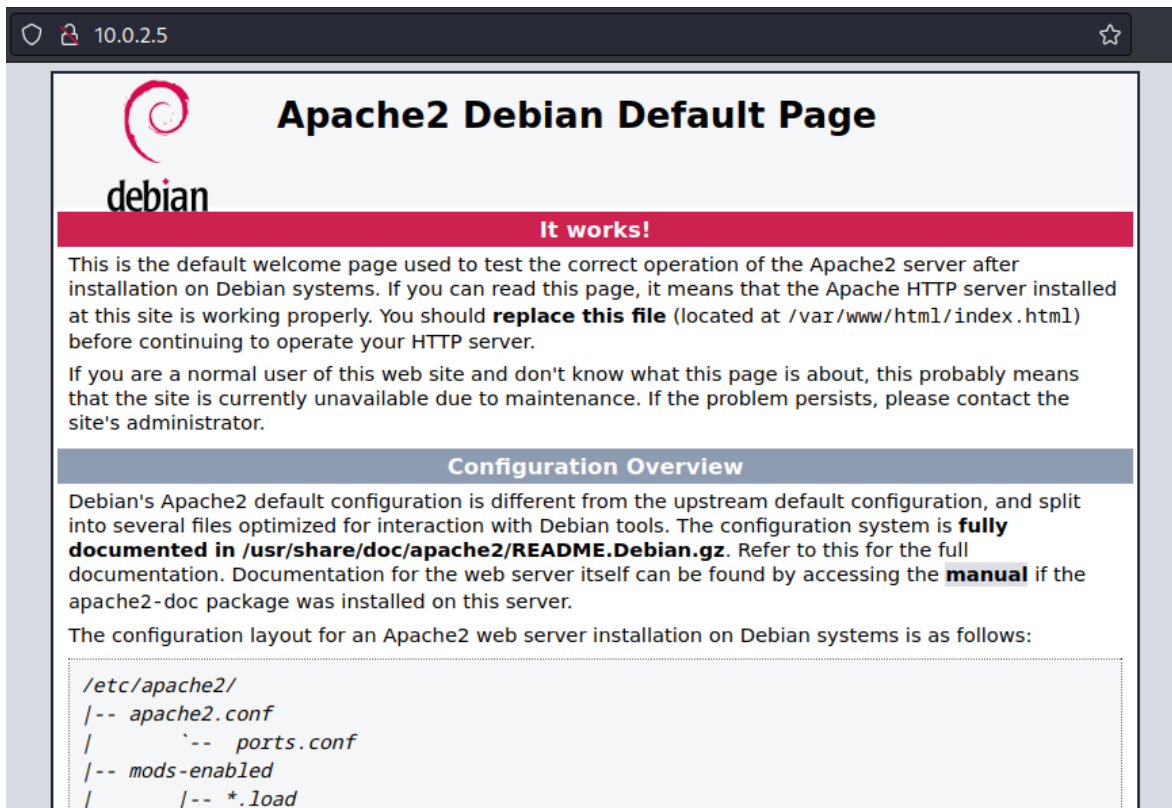 10.0.2.5
debian
Apache2 Debian Default Page
It works!
This is the default welcome page used to test the correct operation of the Apache2 server after
installation on Debian systems. If you can read this page, it means that the Apache HTTP server installed
at this site is working properly. You should replace this file (located at /var/www/html/index.html)
before continuing to operate your HTTP server.
If you are a normal user of this web site and don't know what this page is about, this probably means
that the site is currently unavailable due to maintenance. If the problem persists, please contact the
site's administrator.
Configuration Overview
Debian's Apache2 default configuration is different from the upstream default configuration, and split
into several files optimized for interaction with Debian tools. The configuration system is fully
documented in /usr/share/doc/apache2/README.Debian.gz. Refer to this for the full
documentation. Documentation for the web server itself can be found by accessing the manual if the
apache2-doc package was installed on this server.
The configuration layout for an Apache2 web server installation on Debian systems is as follows:
/etc/apache2/
|-- apache2.conf
|       `--  ports.conf
|-- mods-enabled
|       |-- *.load